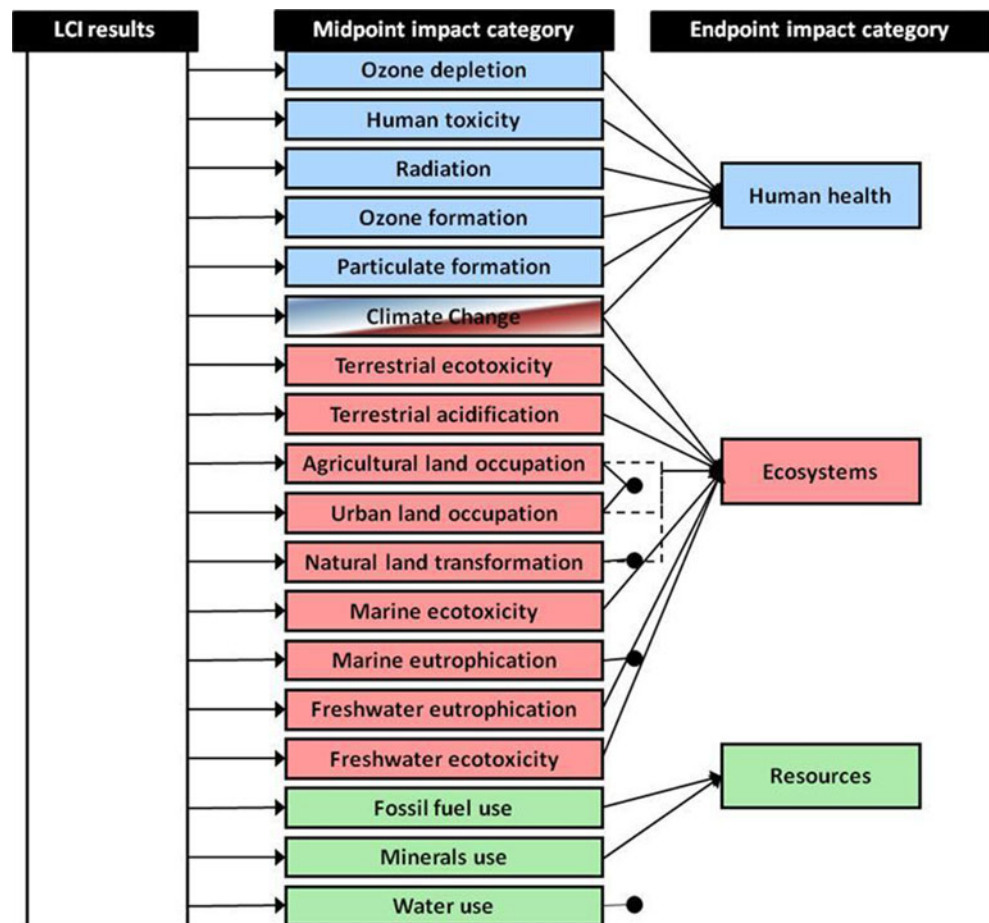 LCI results
Midpoint impact category
Endpoint impact category
Ozone depletion
Human toxicity
Radiation
Human health
Ozone formation
Particulate formation
Climate Change
Terrestrial ecotoxicity
Terrestrial acidification
Agricultural land occupation
Ecosystems
Urban land occupation
Natural land transformation
Marine ecotoxicity
Marine eutrophication
Freshwater eutrophication
Freshwater ecotoxicity
Resources
Fossil fuel use
Minerals use
Water use